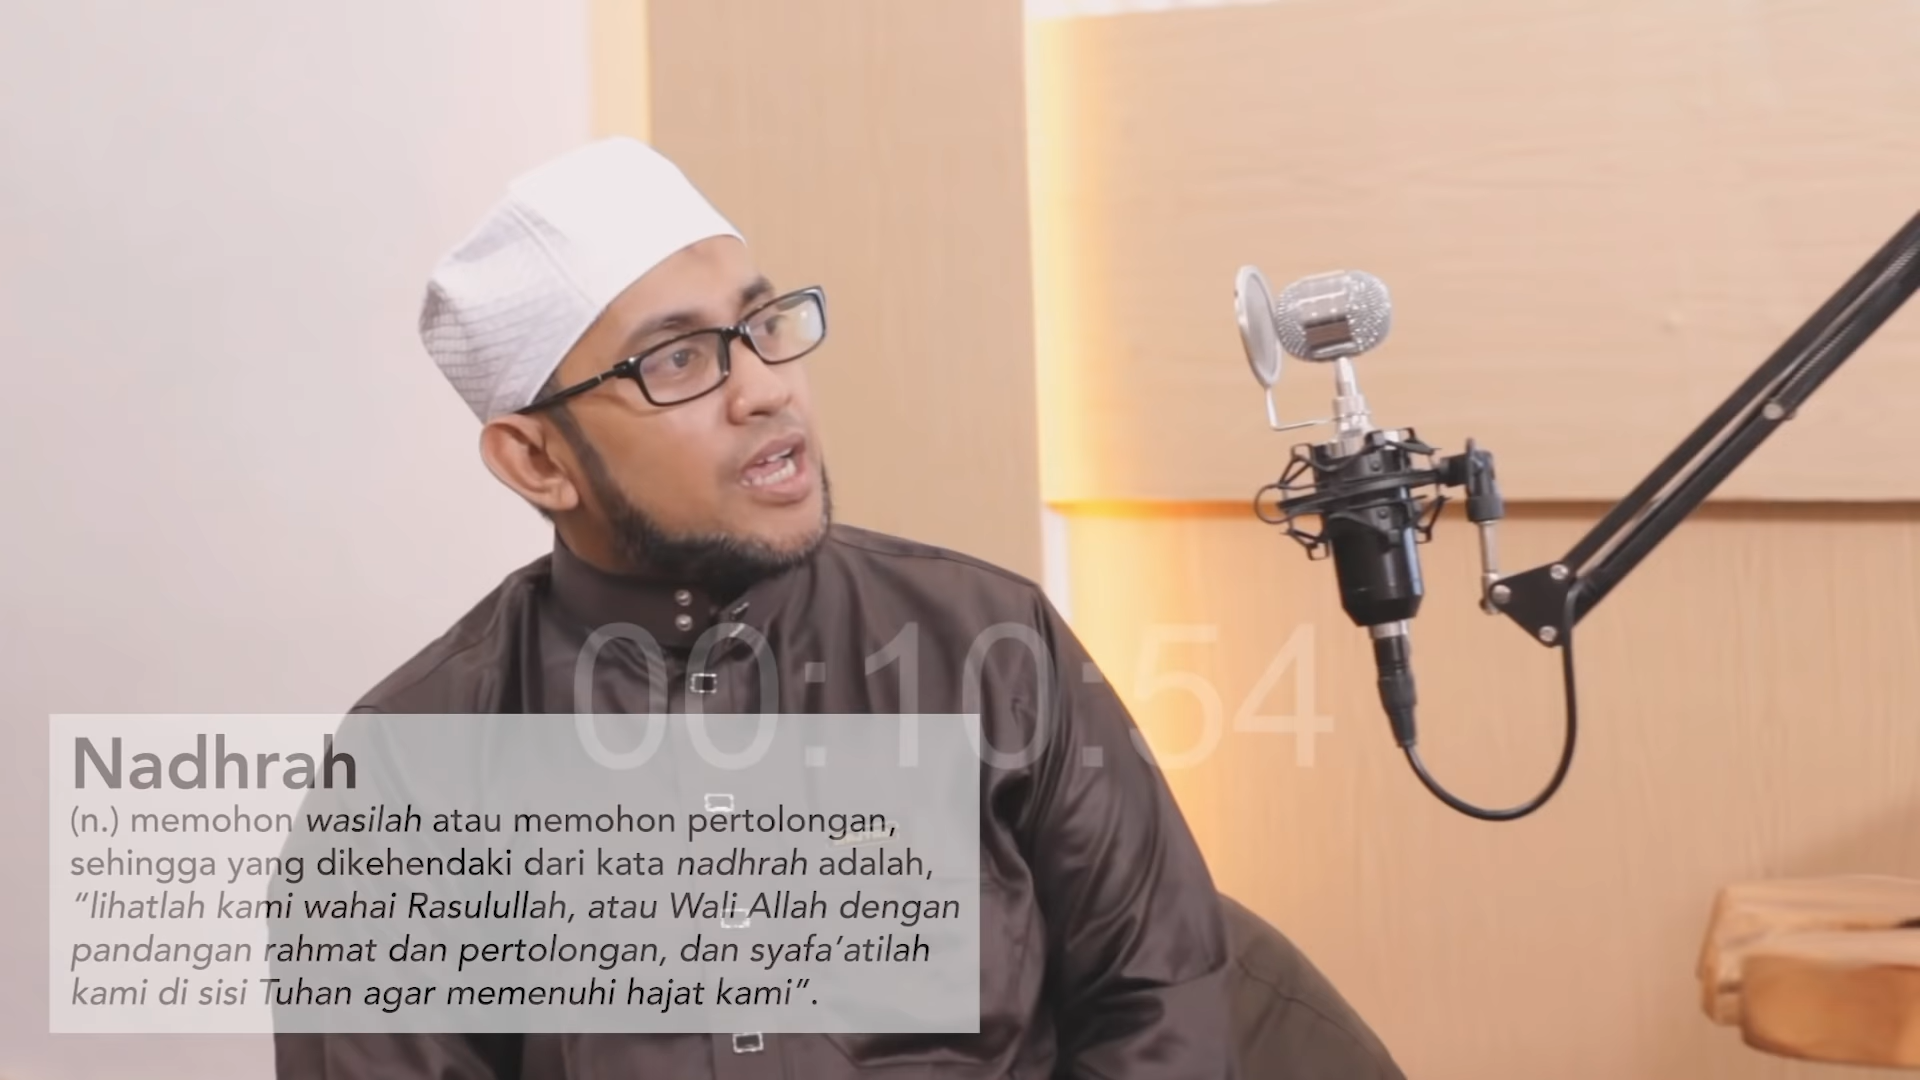 00:10:54
Nadhrah
(n.) memohon wasilah atau memohon pertolongan,
sehingga yang dikehendaki dari kata nadhrah adalah,
“lihatlah kami wahai Rasulullah, atau Wali Allah dengan
pandangan rahmat dan pertolongan, dan syafa’atilah
kami di sisi Tuhan agar memenuhi hajat kami”.